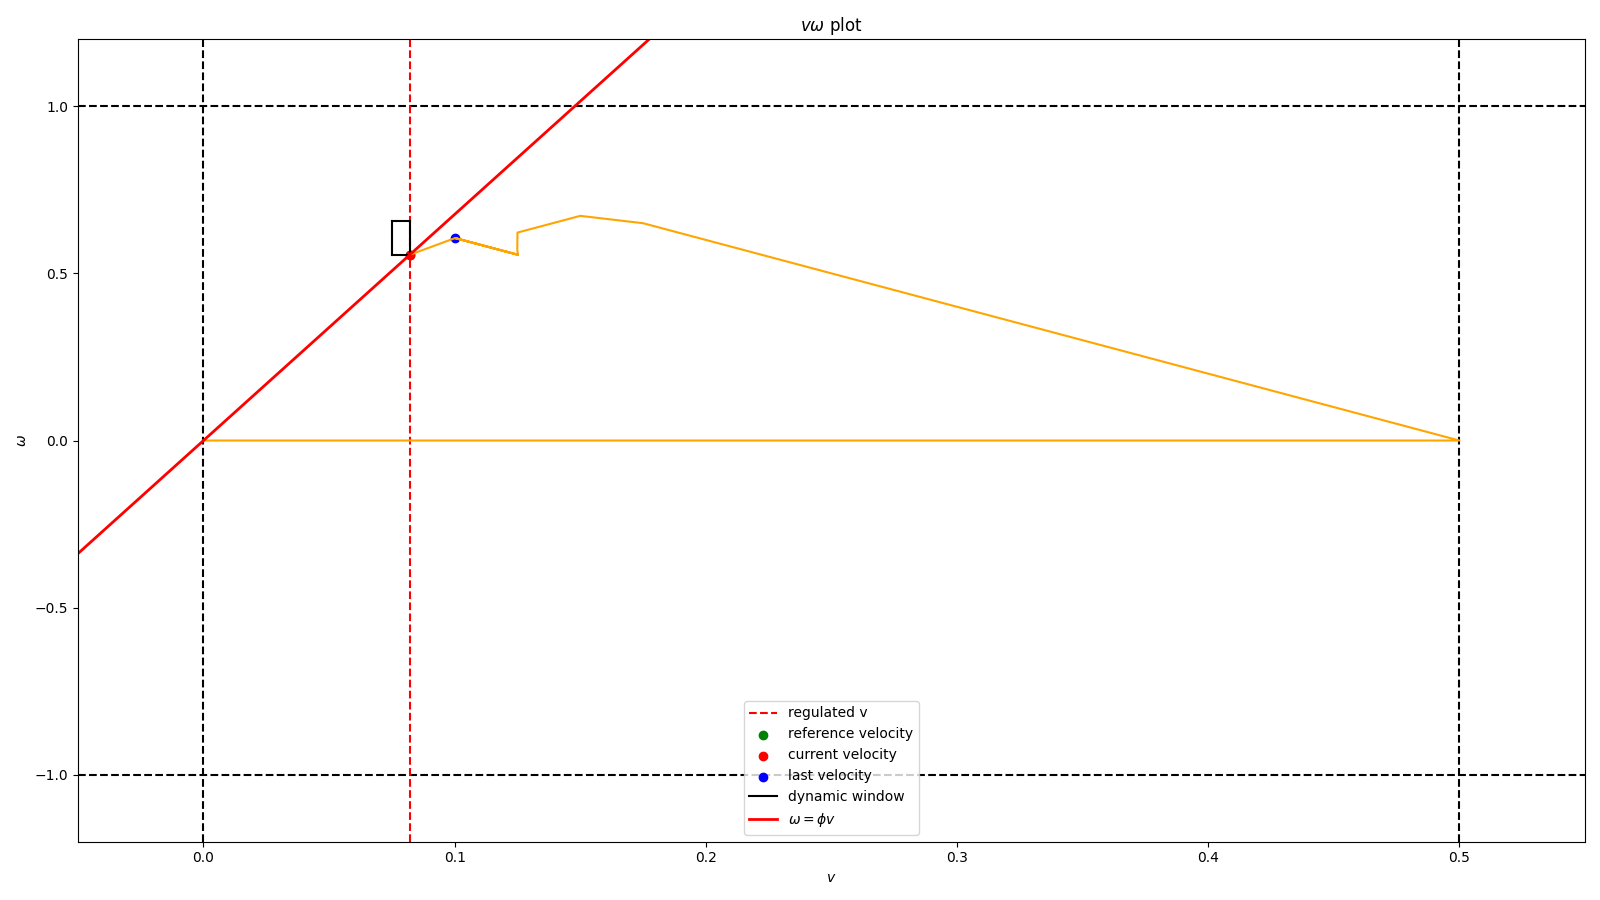 vω plot
1.0
0.5
0.0
−0.5
−1.0
ω
regulated v
reference velocity
current velocity
last velocity
dynamic window
ω = ϕv
0.0 0.1 0.2 0.3 0.4 0.5
v